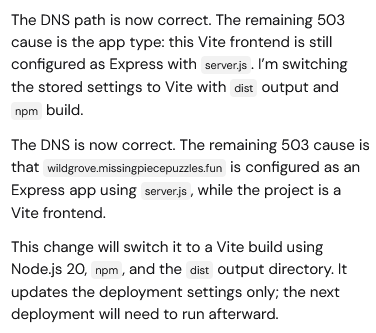 The DNS path is now correct. The remaining 503
cause is the app type: this Vite frontend is still
configured as Express with server.js. I’m switching
the stored settings to Vite with dist output and
npm build.
The DNS is now correct. The remaining 503 cause is
that wildgrove.missingpiecepuzzles.fun is configured as an
Express app using server.js, while the project is a
Vite frontend.
This change will switch it to a Vite build using
Node.js 20, npm, and the dist output directory. It
updates the deployment settings only; the next
deployment will need to run afterward.